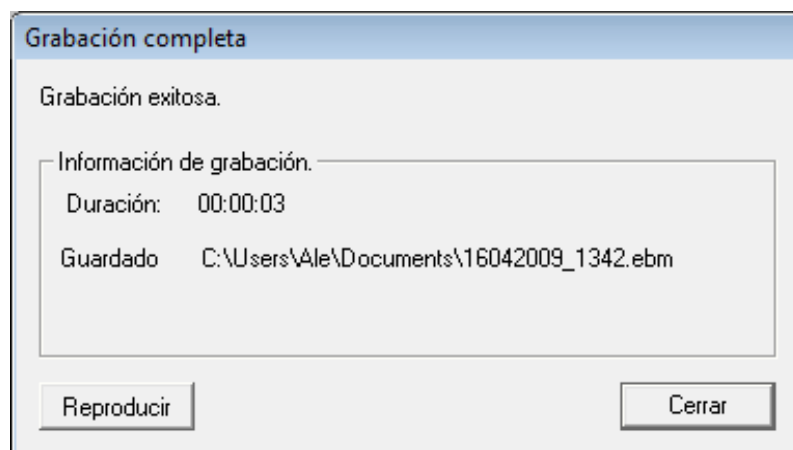 Grabación completa
Grabación exitosa.
Información de grabación.
Duración: 00:00:03
Guardado C:\Users\Ale\Documents\16042009_1342.ebm
Reproducir Cerrar